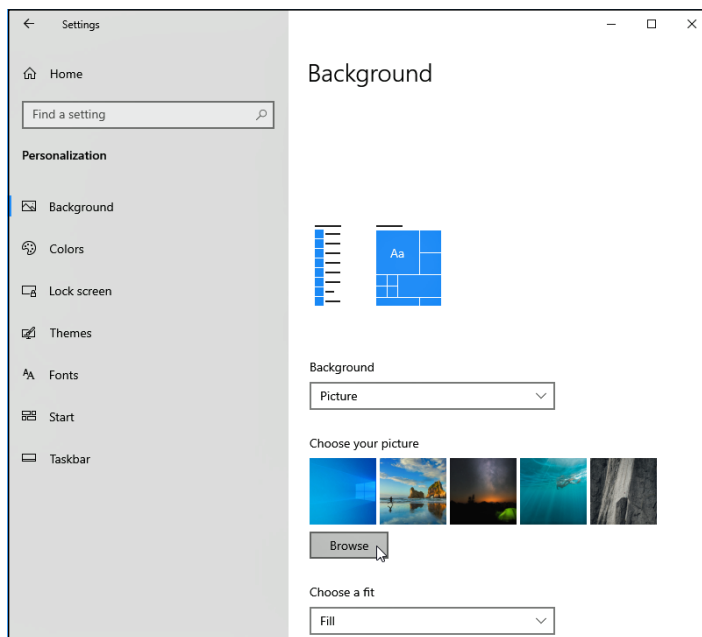 Settings
Home
Find a setting
Personalization
Background
Colors
Lock screen
Themes
Fonts
Start
Taskbar
Background
Aa
Background
Picture
Choose your picture
Browse
Choose a fit
Fill